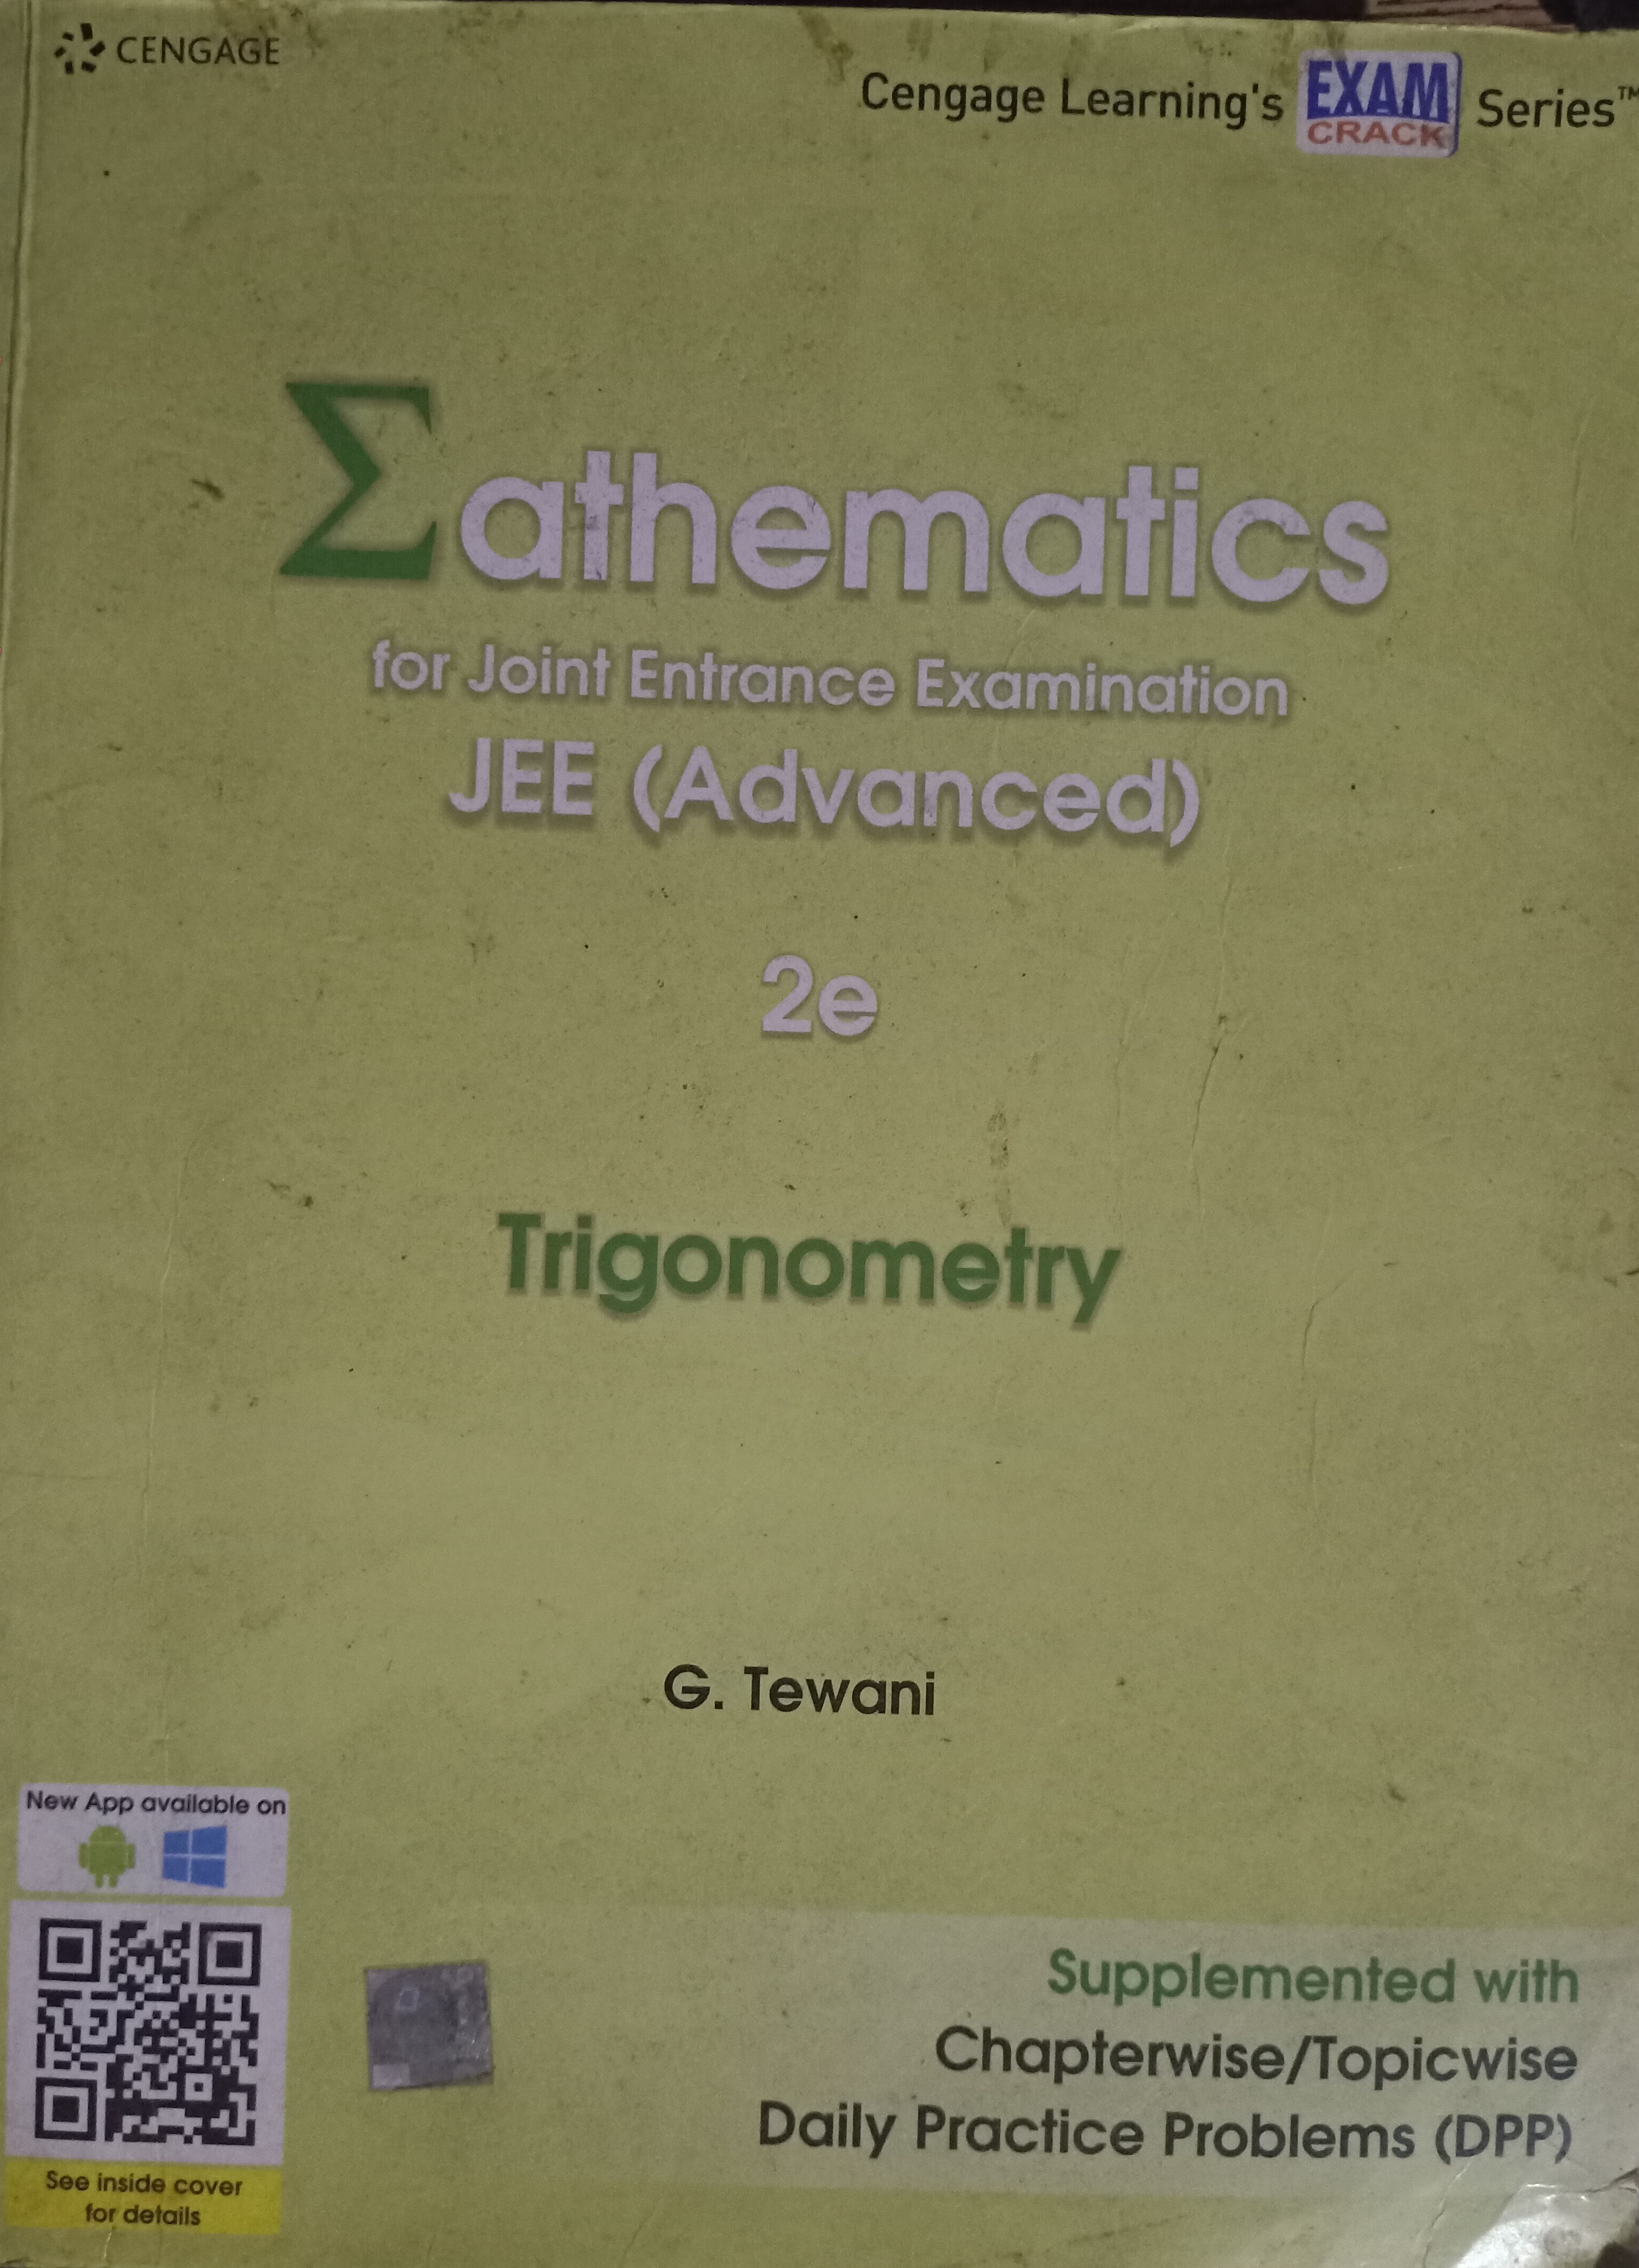 CENGAGE
Cengage Learning's EXAM CRACK Series™
Σathematics
for Joint Entrance Examination
JEE (Advanced)
2e
Trigonometry
G. Tewani
New App available on
See inside cover
for details
Supplemented with
Chapterwise/Topicwise
Daily Practice Problems (DPP)